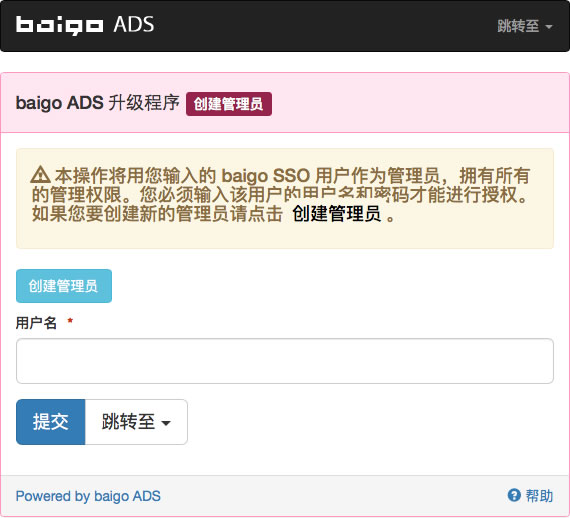 baigo ADS
跳转至
baigo ADS 升级程序 创建管理员
本操作将用您输入的 baigo SSO 用户作为管理员，拥有所有
的管理权限。您必须输入该用户的用户名和密码才能进行授权。
如果您要创建新的管理员请点击 创建管理员 。
创建管理员
用户名 *
提交 跳转至
Powered by baigo ADS
帮助